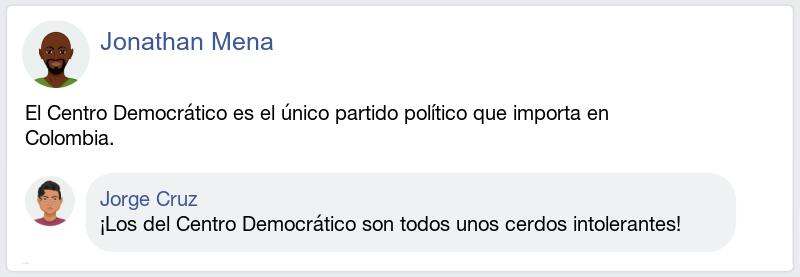 Jonathan Mena
El Centro Democrático es el único partido político que importa en
Colombia.
Jorge Cruz
¡Los del Centro Democrático son todos unos cerdos intolerantes!